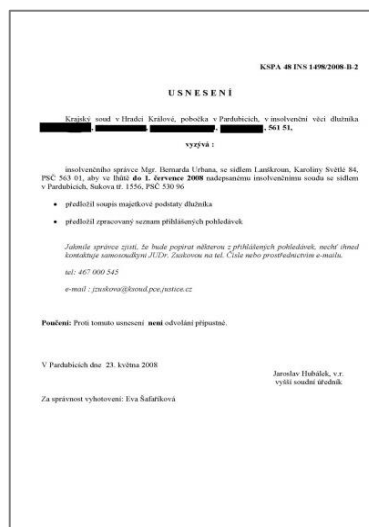 KSPA 48 INS 1498/2008-B-2
U S N E S E N Í
Krajský soud v Hradci Králové, pobočka v Pardubicích, v insolvenční věci dlužníka
, 561 51,
vyzývá :
insolvenčního správce Mgr. Bernarda Urbana, se sídlem Lanškroun, Karoliny Světlé 84,
PSČ 563 01, aby ve lhůtě do 1. července 2008 nadepsanému insolvenčnímu soudu se sídlem
v Pardubicích, Sukova tř. 1556, PSČ 530 96
• předložil soupis majetkové podstaty dlužníka
• předložil zpracovaný seznam přihlášených pohledávek
Jakmile správce zjistí, že bude popírat některou z přihlášených pohledávek, nechť ihned
kontaktuje samosoudkyni JUDr. Zuskovou na tel. Čísle nebo prostřednictvím e-mailu.
tel: 467 000 545
e-mail : jzuskova@ksoud.pce.justice.cz
Poučení: Proti tomuto usnesení není odvolání přípustné.
V Pardubicích dne 23. května 2008
Jaroslav Hubálek, v.r.
vyšší soudní úředník
Za správnost vyhotovení: Eva Šafaříková